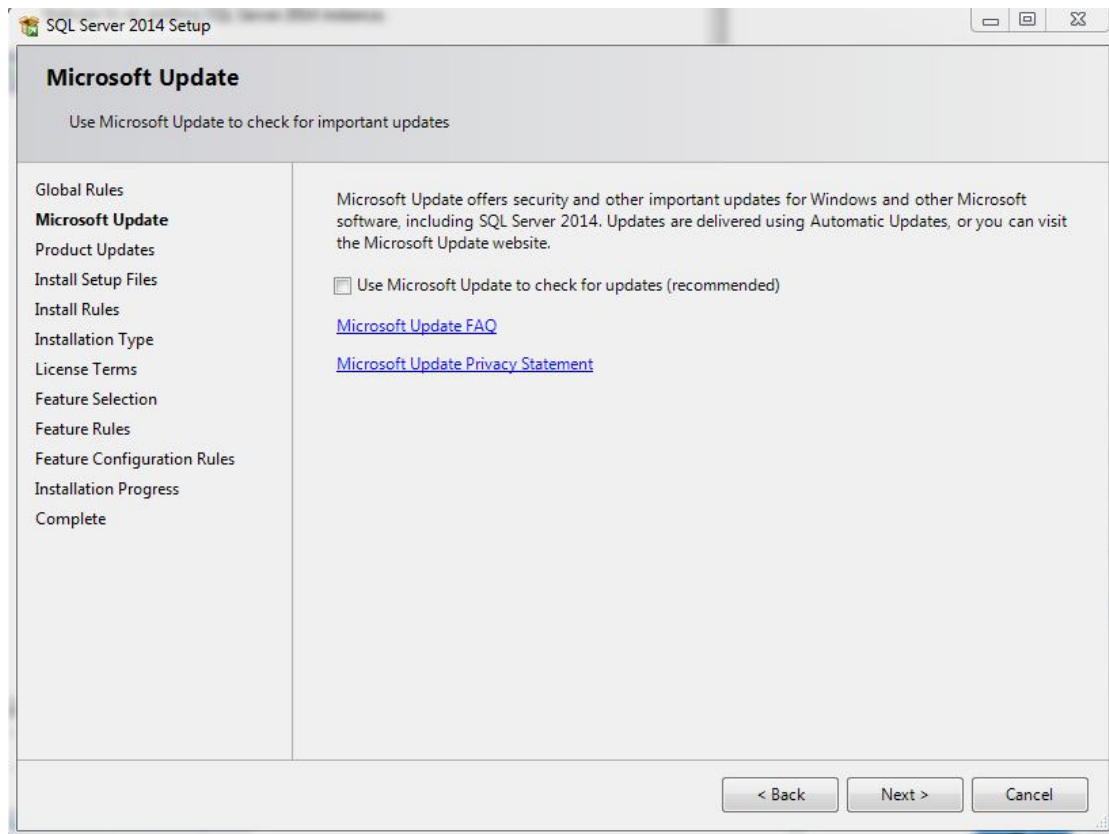 SQL Server 2014 Setup
Microsoft Update
Use Microsoft Update to check for important updates
Global Rules
Microsoft Update
Product Updates
Install Setup Files
Install Rules
Installation Type
License Terms
Feature Selection
Feature Rules
Feature Configuration Rules
Installation Progress
Complete
Microsoft Update offers security and other important updates for Windows and other Microsoft
software, including SQL Server 2014. Updates are delivered using Automatic Updates, or you can visit
the Microsoft Update website.
Use Microsoft Update to check for updates (recommended)
Microsoft Update FAQ
Microsoft Update Privacy Statement
< Back
Next >
Cancel